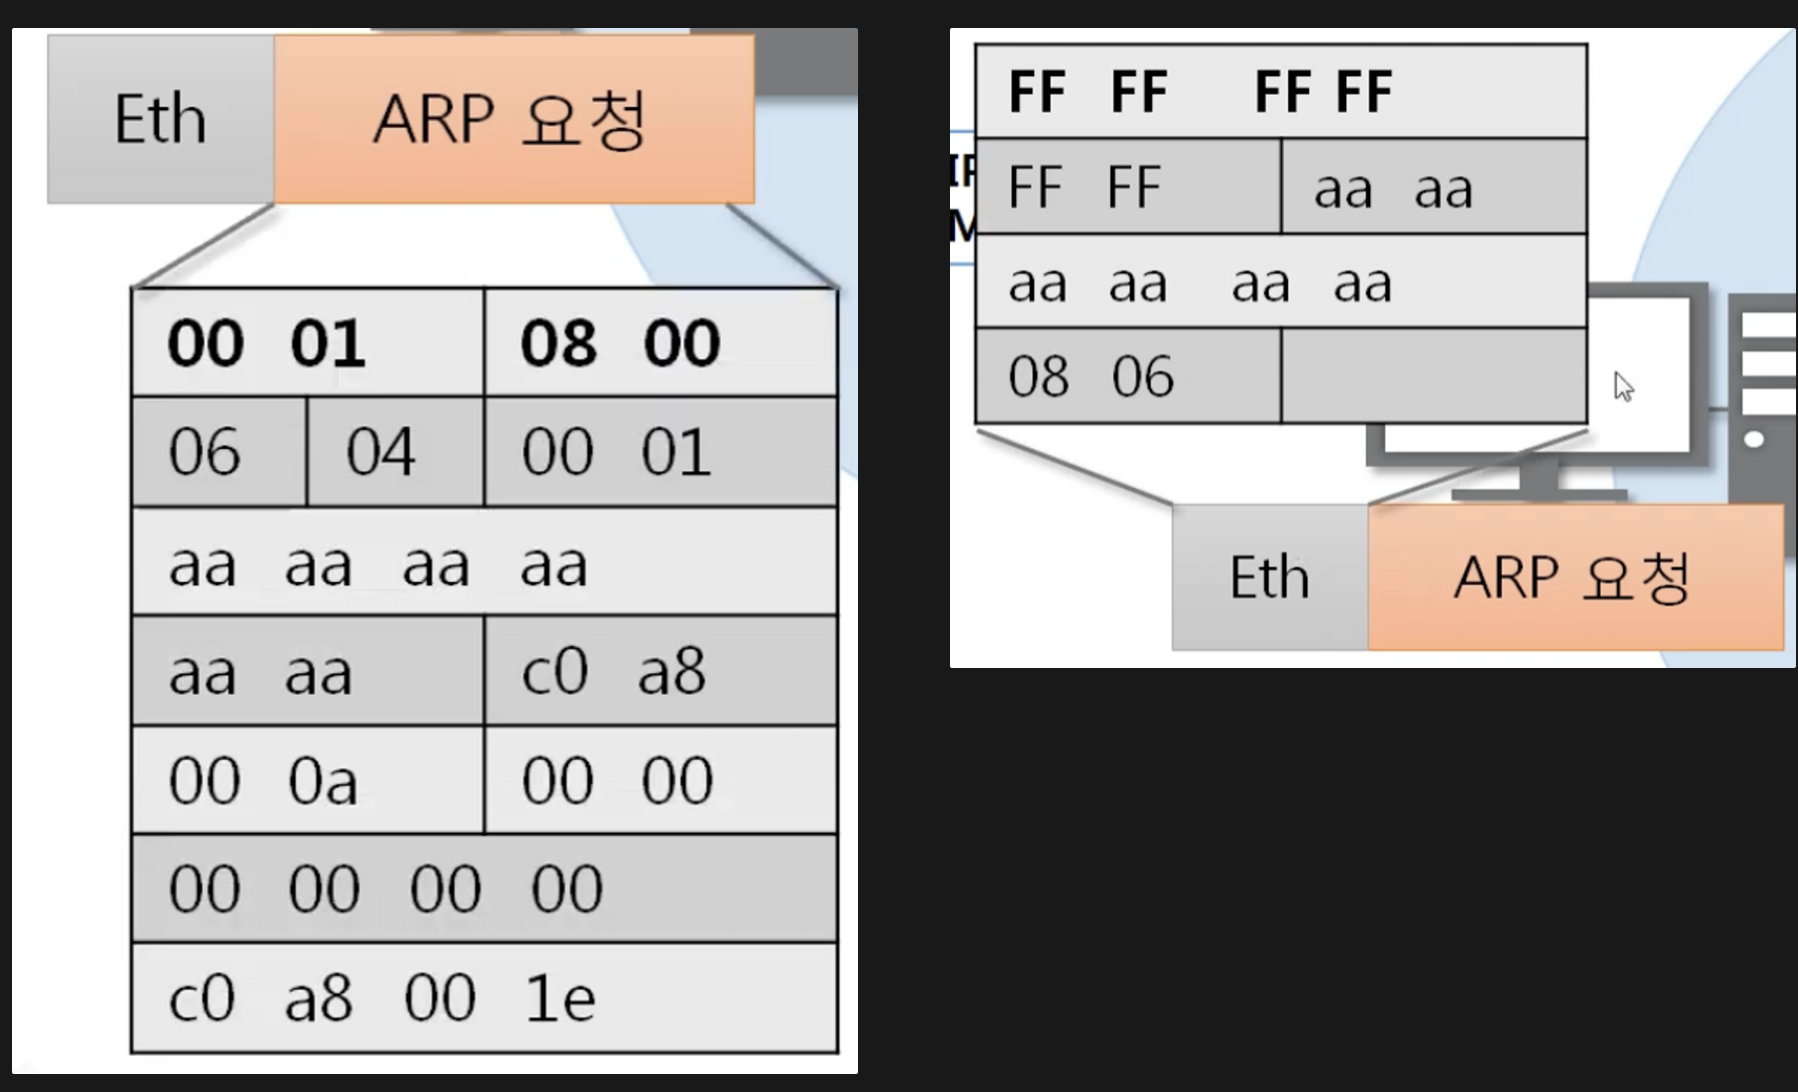 Eth ARP 요청
00 01 08 00
06 04 00 01
aa aa aa aa
aa aa c0 a8
00 0a 00 00
00 00 00 00
c0 a8 00 1e
FF FF FF FF
FF FF aa aa
aa aa aa aa
08 06
Eth ARP 요청